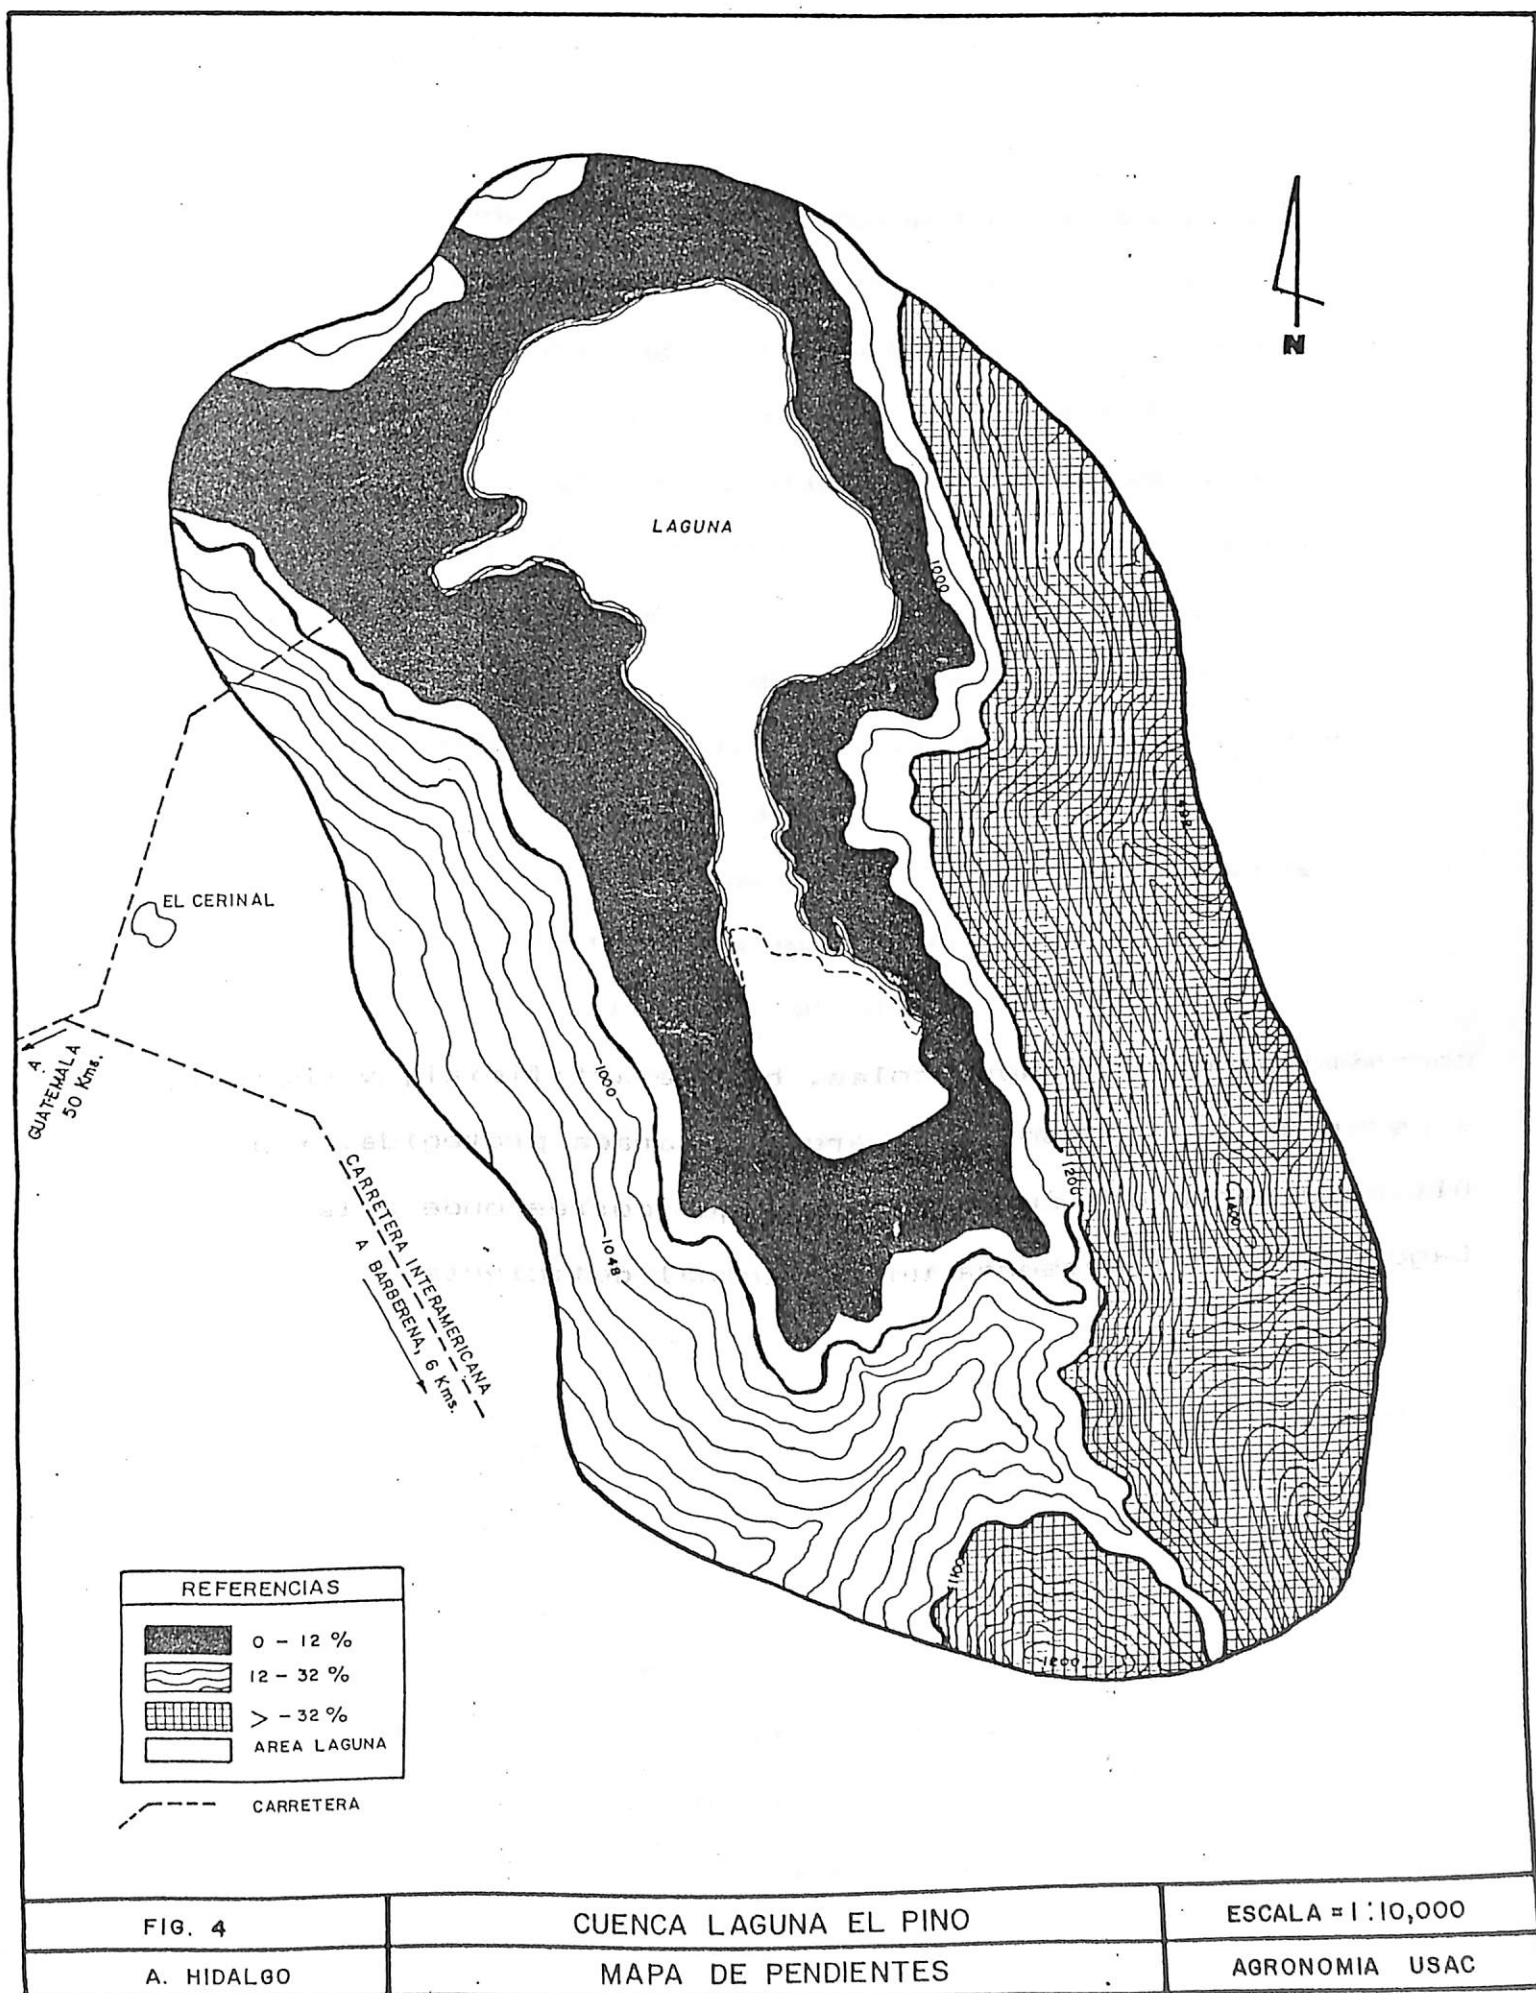 N
LAGUNA
1000
EL CERINAL
A
GUATEMALA
50 Kms.
CARRETERA INTERAMERICANA
A BARBERENA, 6 Kms.
1000
1048
1200
1100
1200
REFERENCIAS
0 - 12 %
12 - 32 %
> - 32 %
AREA LAGUNA
CARRETERA
FIG. 4
CUENCA LAGUNA EL PINO
ESCALA = 1:10,000
A. HIDALGO
MAPA DE PENDIENTES
AGRONOMIA USAC